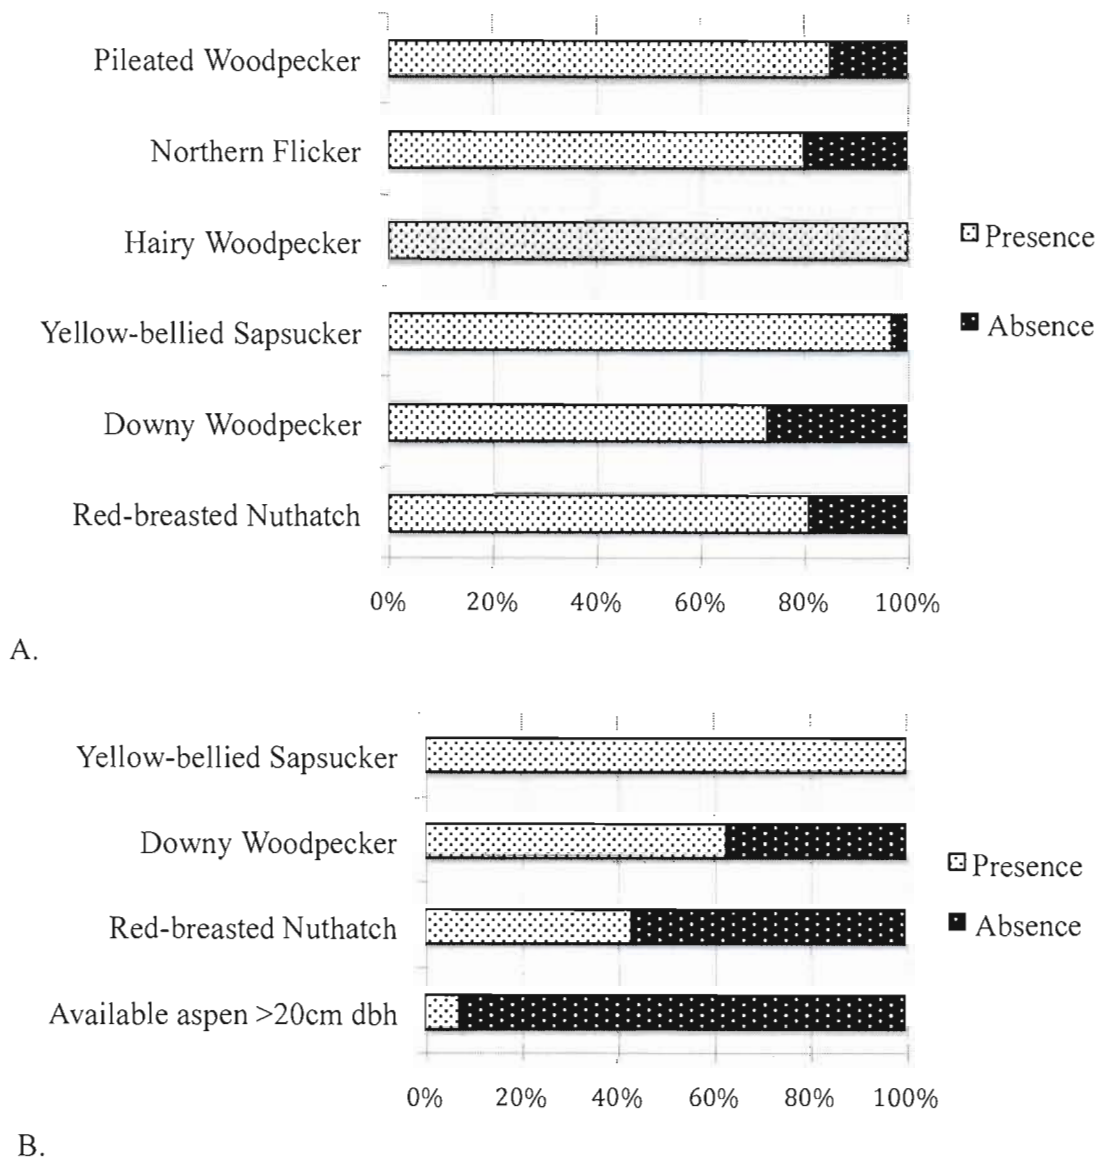 Pileated Woodpecker
Northern Flicker
Hairy Woodpecker
Yellow-bellied Sapsucker
Downy Woodpecker
Red-breasted Nuthatch
Presence
Absence
0% 20% 40% 60% 80% 100%
A.
Yellow-bellied Sapsucker
Downy Woodpecker
Red-breasted Nuthatch
Available aspen >20cm dbh
Presence
Absence
0% 20% 40% 60% 80% 100%
B.